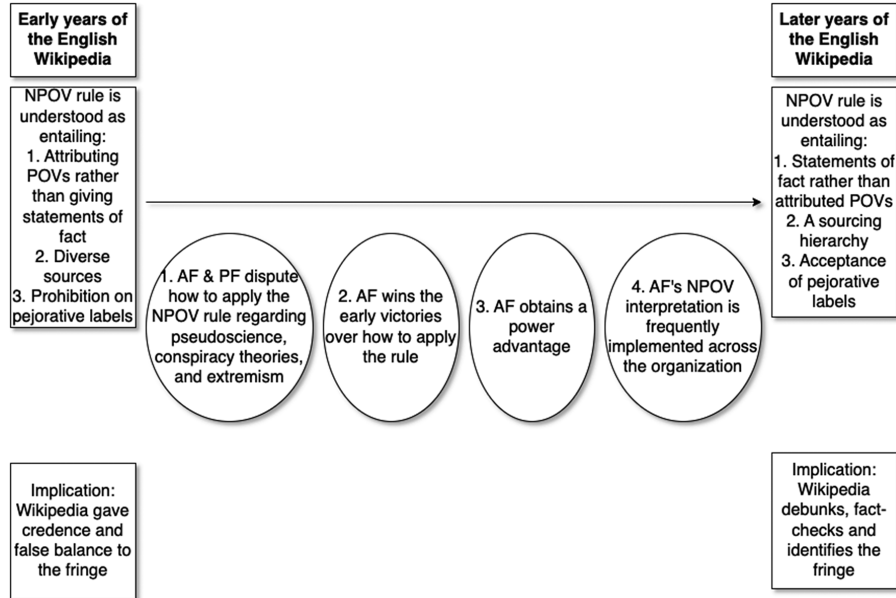 Early years of
the English
Wikipedia
NPOV rule is
understood as
entailing:
1. Attributing
POVs rather
than giving
statements of
fact
2. Diverse
sources
3. Prohibition on
pejorative labels
1. AF & PF dispute
how to apply the
NPOV rule regarding
pseudoscience,
conspiracy theories,
and extremism
2. AF wins the
early victories
over how to apply
the rule
3. AF obtains a
power
advantage
4. AF's NPOV
interpretation is
frequently
implemented across
the organization
Later years of
the English
Wikipedia
NPOV rule is
understood as
entailing:
1. Statements of
fact rather than
attributed POVs
2. A sourcing
hierarchy
3. Acceptance
of pejorative
labels
Implication:
Wikipedia gave
credence and
false balance to
the fringe
Implication:
Wikipedia
debunks, fact-
checks and
identifies the
fringe